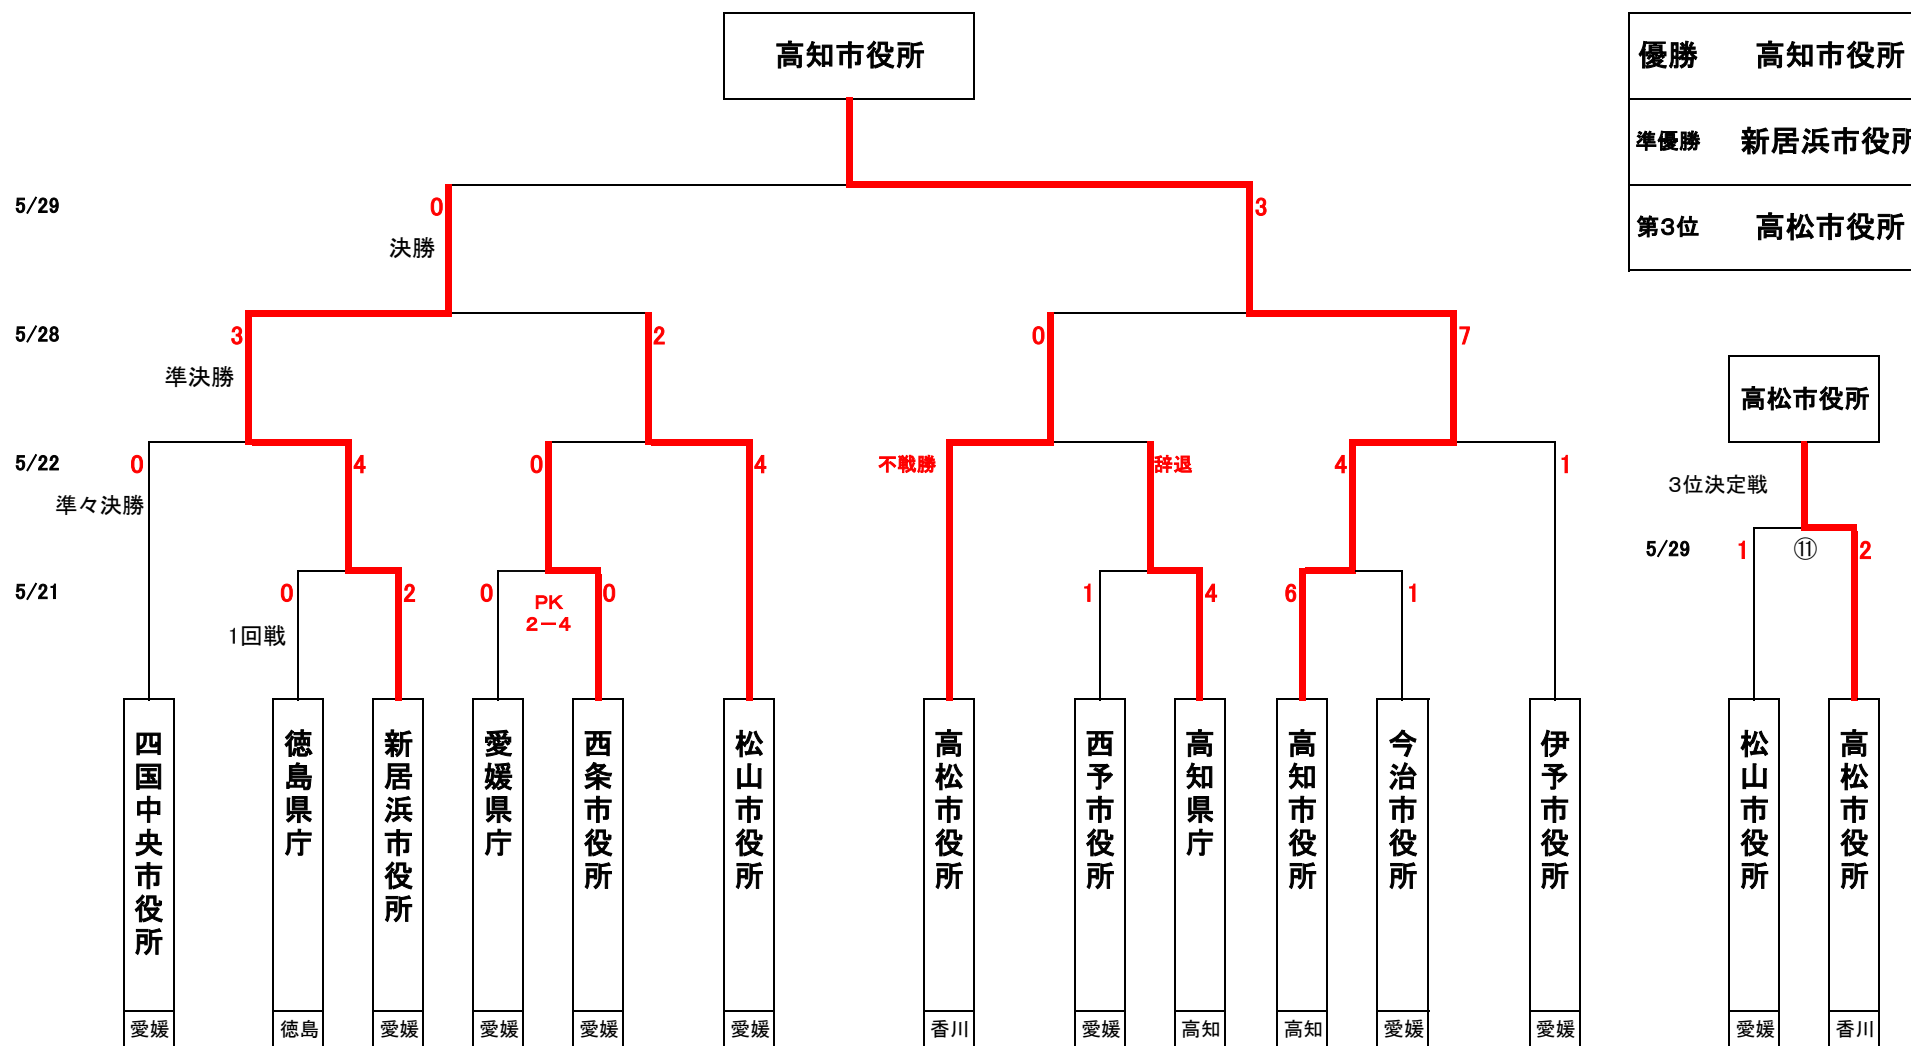 高知市役所
優勝 高知市役所
準優勝 新居浜市役所
第3位 高松市役所
5/29
0
3
決勝
5/28
3
2
0
7
準決勝
高松市役所
5/22
0
4
0
4
不戦勝
辞退
4
1
準々決勝
3位決定戦
5/29
1
⑪
2
5/21
0
2
0
0
PK
2-4
1
4
6
1
1回戦
四国中央市役所
徳島県庁
新居浜市役所
愛媛県庁
西条市役所
松山市役所
高松市役所
西予市役所
高知県庁
高知市役所
今治市役所
伊予市役所
松山市役所
高松市役所
愛媛
徳島
愛媛
愛媛
愛媛
愛媛
香川
愛媛
高知
高知
愛媛
愛媛
愛媛
香川